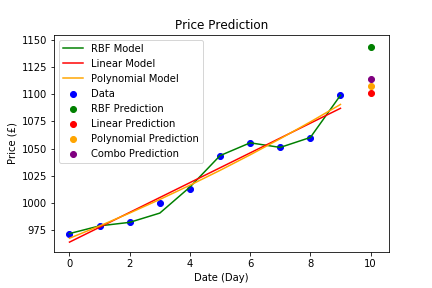 Price Prediction
1150
1125
1100
1075
1050
1025
1000
975
Price (£)
RBF Model
Linear Model
Polynomial Model
Data
RBF Prediction
Linear Prediction
Polynomial Prediction
Combo Prediction
0 2 4 6 8 10
Date (Day)